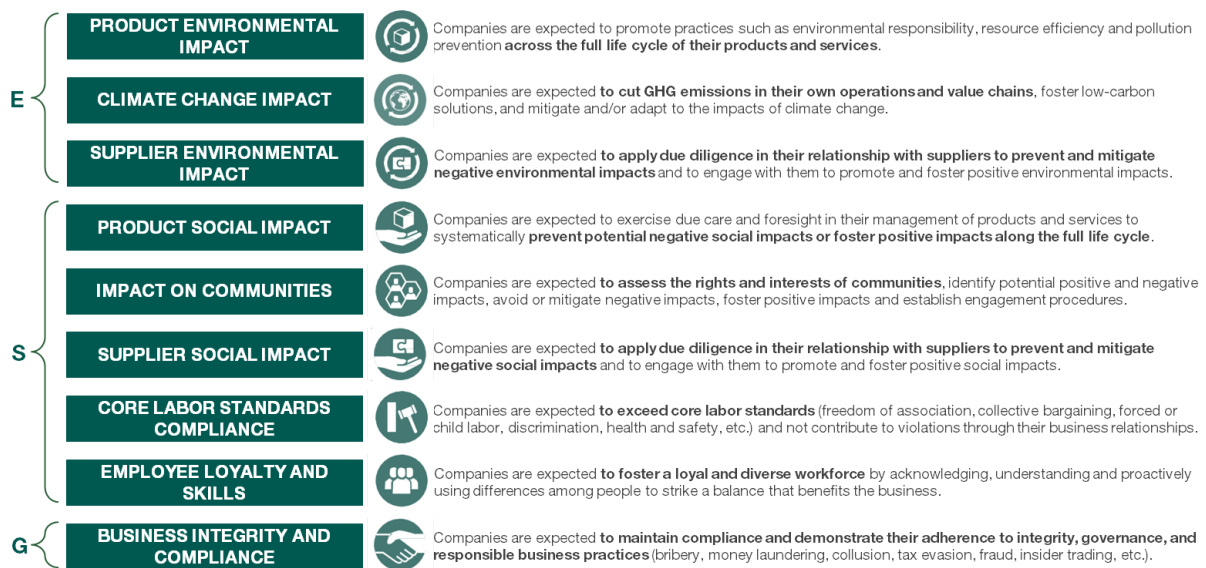 PRODUCT ENVIRONMENTAL
IMPACT
Companies are expected to promote practices such as environmental responsibility, resource efficiency and pollution
prevention across the full life cycle of their products and services.
E
CLIMATE CHANGE IMPACT
Companies are expected to cut GHG emissions in their own operations and value chains, foster low-carbon
solutions, and mitigate and/or adapt to the impacts of climate change.
SUPPLIER ENVIRONMENTAL
IMPACT
Companies are expected to apply due diligence in their relationship with suppliers to prevent and mitigate
negative environmental impacts and to engage with them to promote and foster positive environmental impacts.
PRODUCT SOCIAL IMPACT
Companies are expected to exercise due care and foresight in their management of products and services to
systematically prevent potential negative social impacts or foster positive impacts along the full life cycle.
IMPACT ON COMMUNITIES
Companies are expected to assess the rights and interests of communities, identify potential positive and negative
impacts, avoid or mitigate negative impacts, foster positive impacts and establish engagement procedures.
S
SUPPLIER SOCIAL IMPACT
Companies are expected to apply due diligence in their relationship with suppliers to prevent and mitigate
negative social impacts and to engage with them to promote and foster positive social impacts.
CORE LABOR STANDARDS
COMPLIANCE
Companies are expected to exceed core labor standards (freedom of association, collective bargaining, forced or
child labor, discrimination, health and safety, etc.) and not contribute to violations through their business relationships.
EMPLOYEE LOYALTY AND
SKILLS
Companies are expected to foster a loyal and diverse workforce by acknowledging, understanding and proactively
using differences among people to strike a balance that benefits the business.
G
BUSINESS INTEGRITY AND
COMPLIANCE
Companies are expected to maintain compliance and demonstrate their adherence to integrity, governance, and
responsible business practices (bribery, money laundering, collusion, tax evasion, fraud, insider trading, etc.).